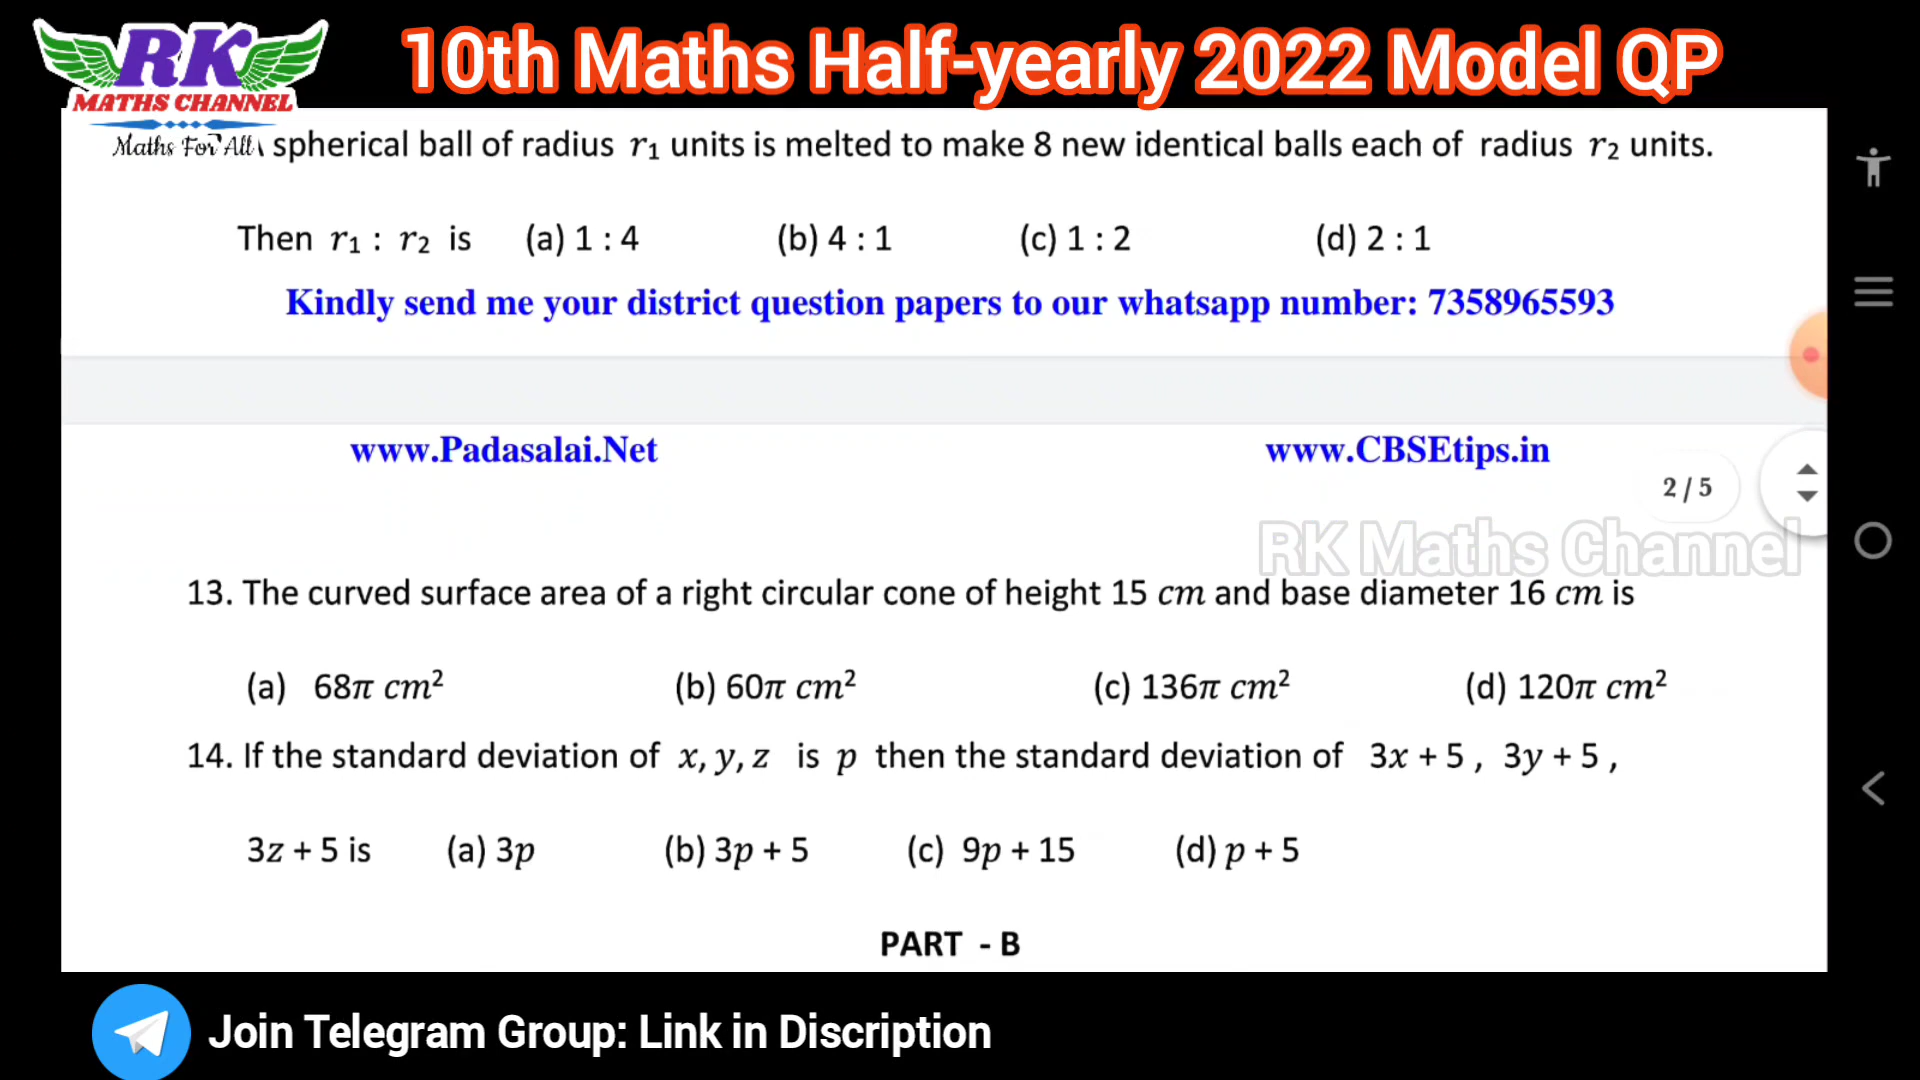 RK
MATHS CHANNEL
Maths For All
10th Maths Half-yearly 2022 Model QP
spherical ball of radius r₁ units is melted to make 8 new identical balls each of radius r₂ units.
Then r₁ : r₂ is (a) 1 : 4 (b) 4 : 1 (c) 1 : 2 (d) 2 : 1
Kindly send me your district question papers to our whatsapp number: 7358965593
www.Padasalai.Net www.CBSEtips.in
2 / 5
RK Maths Channel
13. The curved surface area of a right circular cone of height 15 cm and base diameter 16 cm is
(a) 68π cm² (b) 60π cm² (c) 136π cm² (d) 120π cm²
14. If the standard deviation of x, y, z is p then the standard deviation of 3x + 5 , 3y + 5 ,
3z + 5 is (a) 3p (b) 3p + 5 (c) 9p + 15 (d) p + 5
PART - B
Join Telegram Group: Link in Discription